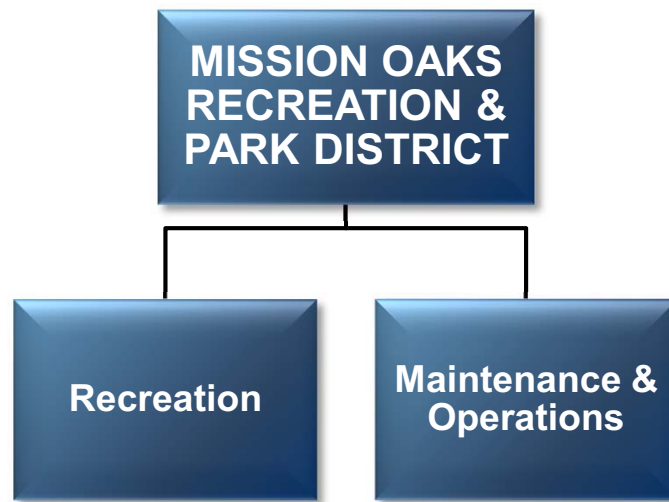 MISSION OAKS
RECREATION &
PARK DISTRICT
Recreation
Maintenance &
Operations